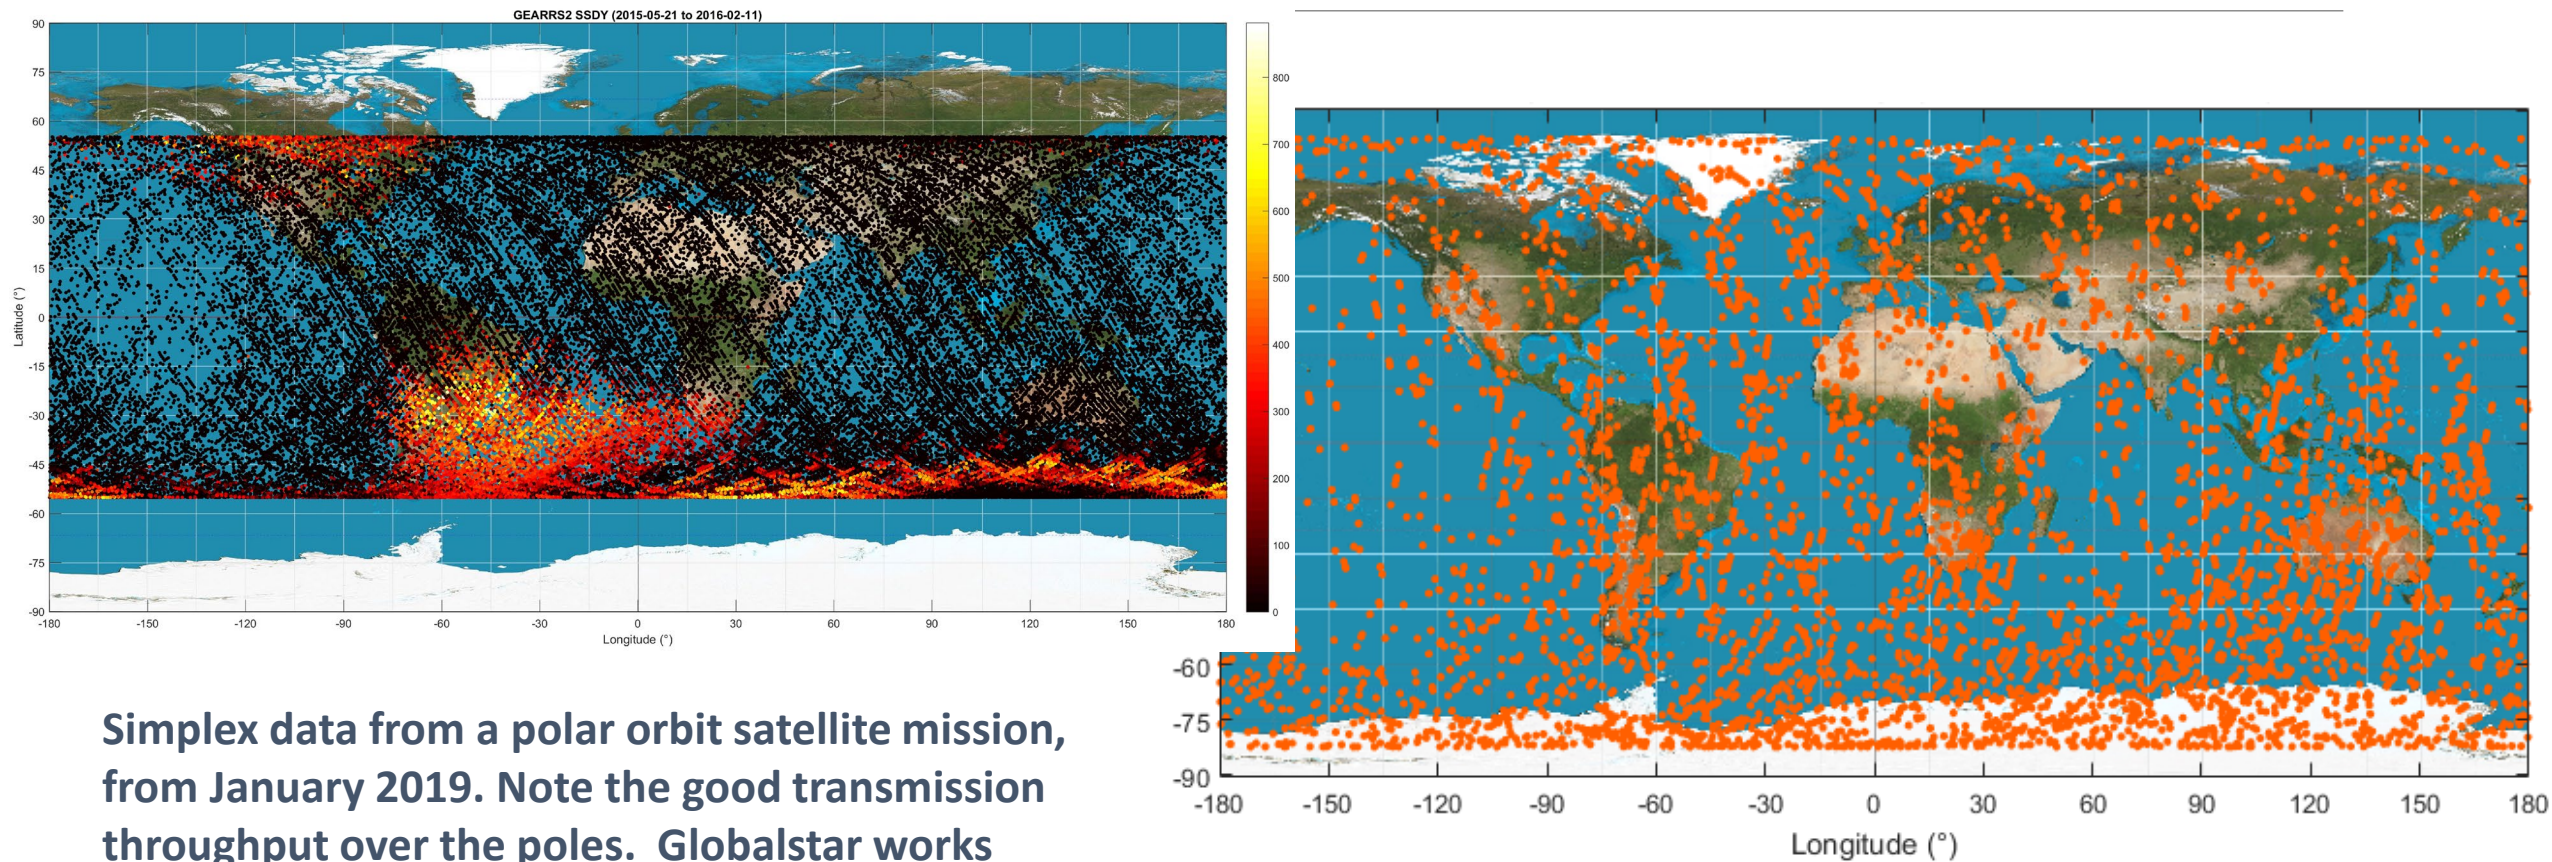 GEARRS2 SSDY (2015-05-21 to 2016-02-11)
90
75
60
45
30
15
0
-15
-30
-45
-60
-75
-90
Latitude (°)
-180 -150 -120 -90 -60 -30 0 30 60 90 120 150 180
Longitude (°)
800
700
600
500
400
300
200
100
0
-60
-75
-90
-180 -150 -120 -90 -60 -30 0 30 60 90 120 150 180
Longitude (°)
Simplex data from a polar orbit satellite mission,
from January 2019. Note the good transmission
throughput over the poles. Globalstar works